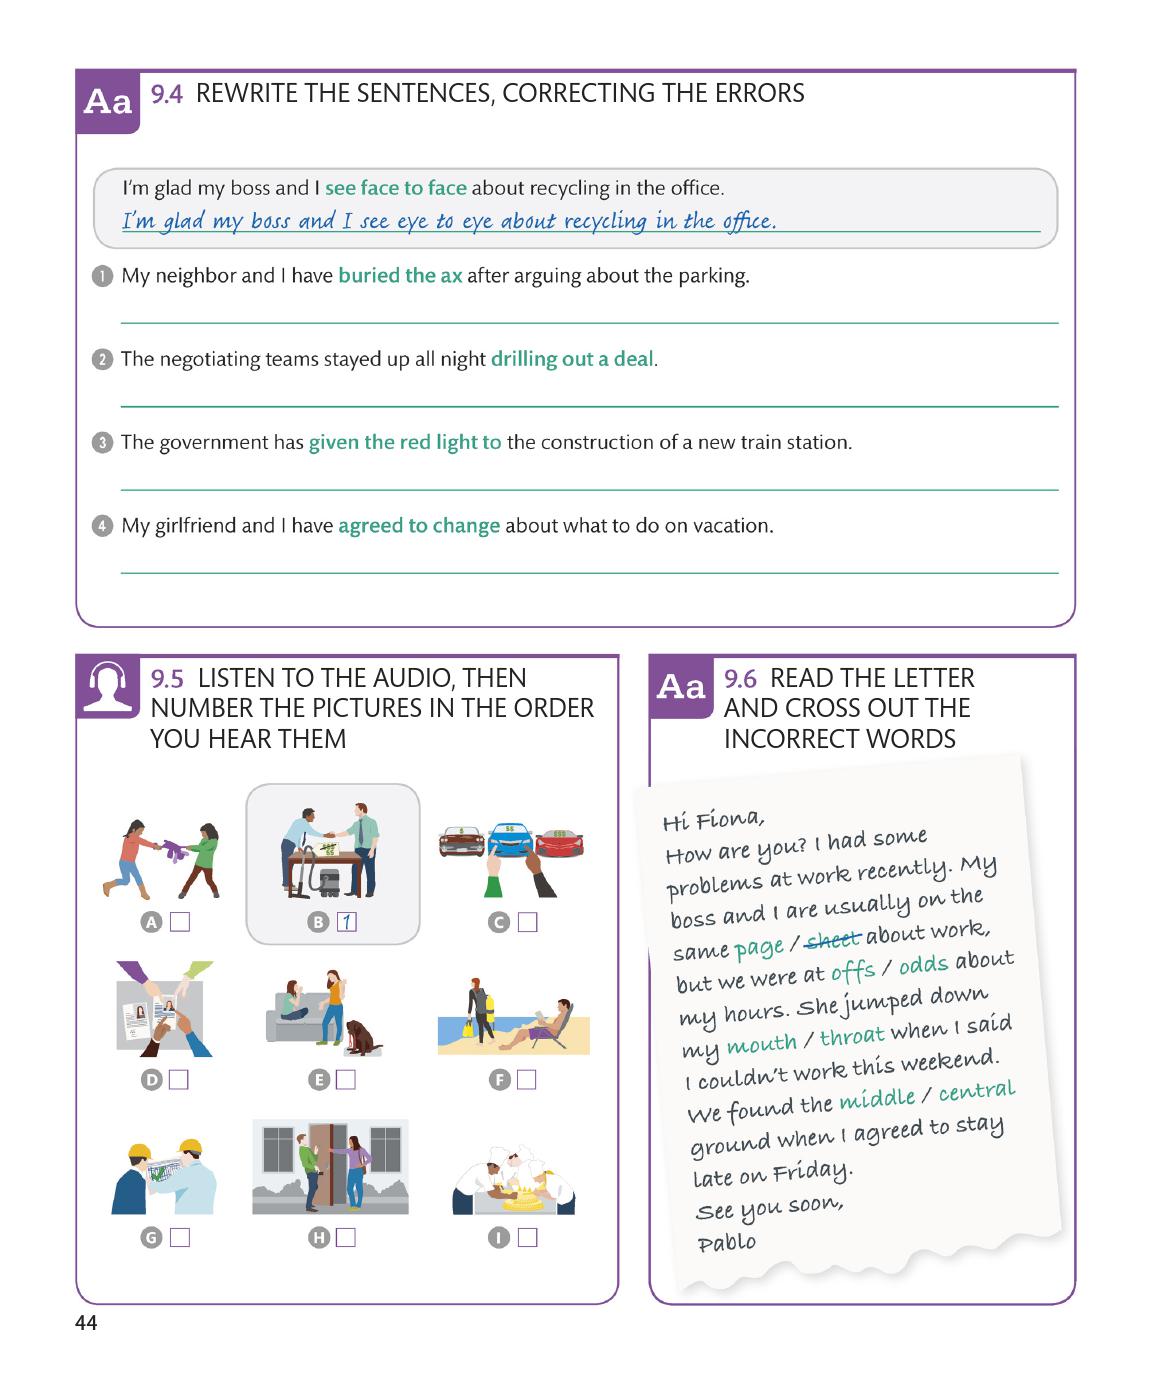 Aa 9.4 REWRITE THE SENTENCES, CORRECTING THE ERRORS
I'm glad my boss and I see face to face about recycling in the office.
I'm glad my boss and I see eye to eye about recycling in the office.
1 My neighbor and I have buried the ax after arguing about the parking.
2 The negotiating teams stayed up all night drilling out a deal.
3 The government has given the red light to the construction of a new train station.
4 My girlfriend and I have agreed to change about what to do on vacation.
9.5 LISTEN TO THE AUDIO, THEN
NUMBER THE PICTURES IN THE ORDER
YOU HEAR THEM
$$
$ $$ $$$
A
B 1
C
D
E
F
G
H
I
Aa 9.6 READ THE LETTER
AND CROSS OUT THE
INCORRECT WORDS
Hi Fiona,
How are you? I had some
problems at work recently. My
boss and I are usually on the
same page / sheet about work,
but we were at offs / odds about
my hours. She jumped down
my mouth / throat when I said
I couldn't work this weekend.
We found the middle / central
ground when I agreed to stay
late on Friday.
See you soon,
Pablo
44